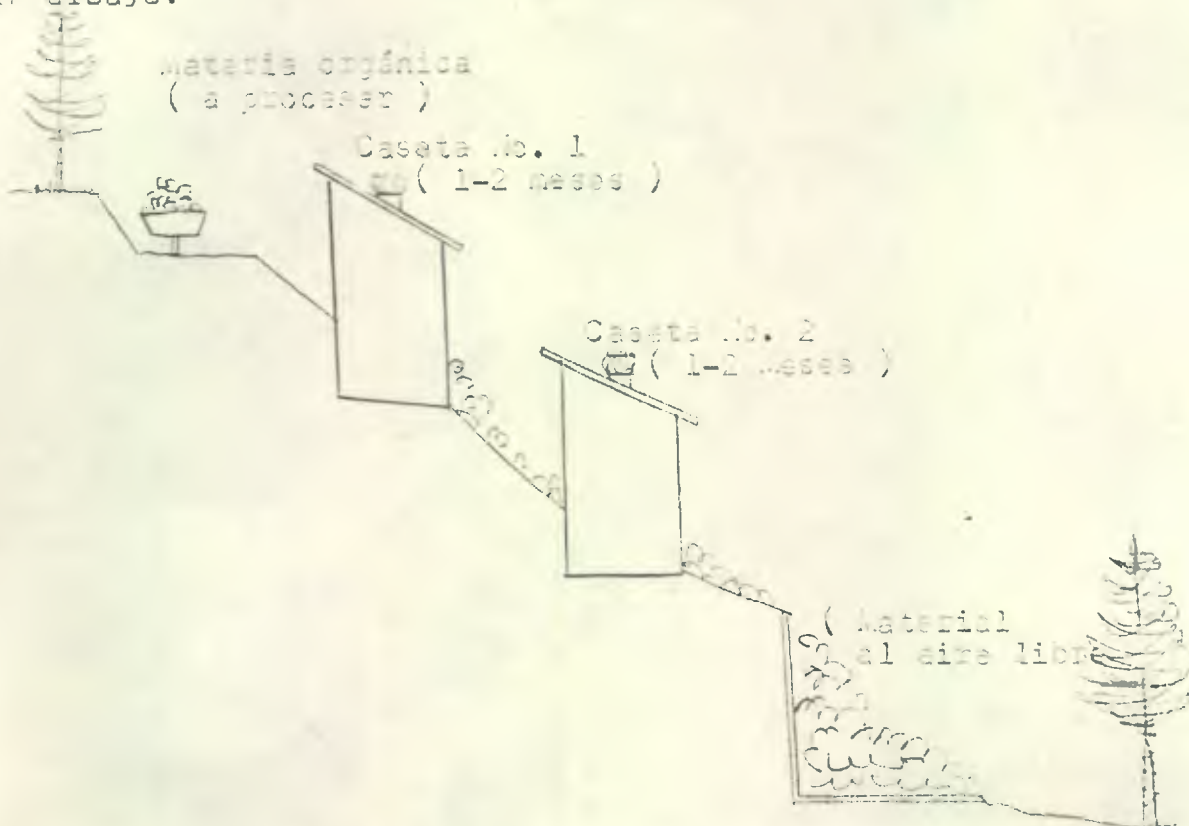 dibujo.
Materia orgánica
( a procesar )
Caseta No. 1
( 1-2 meses )
Caseta No. 2
( 1-2 meses )
( Material
al aire libre